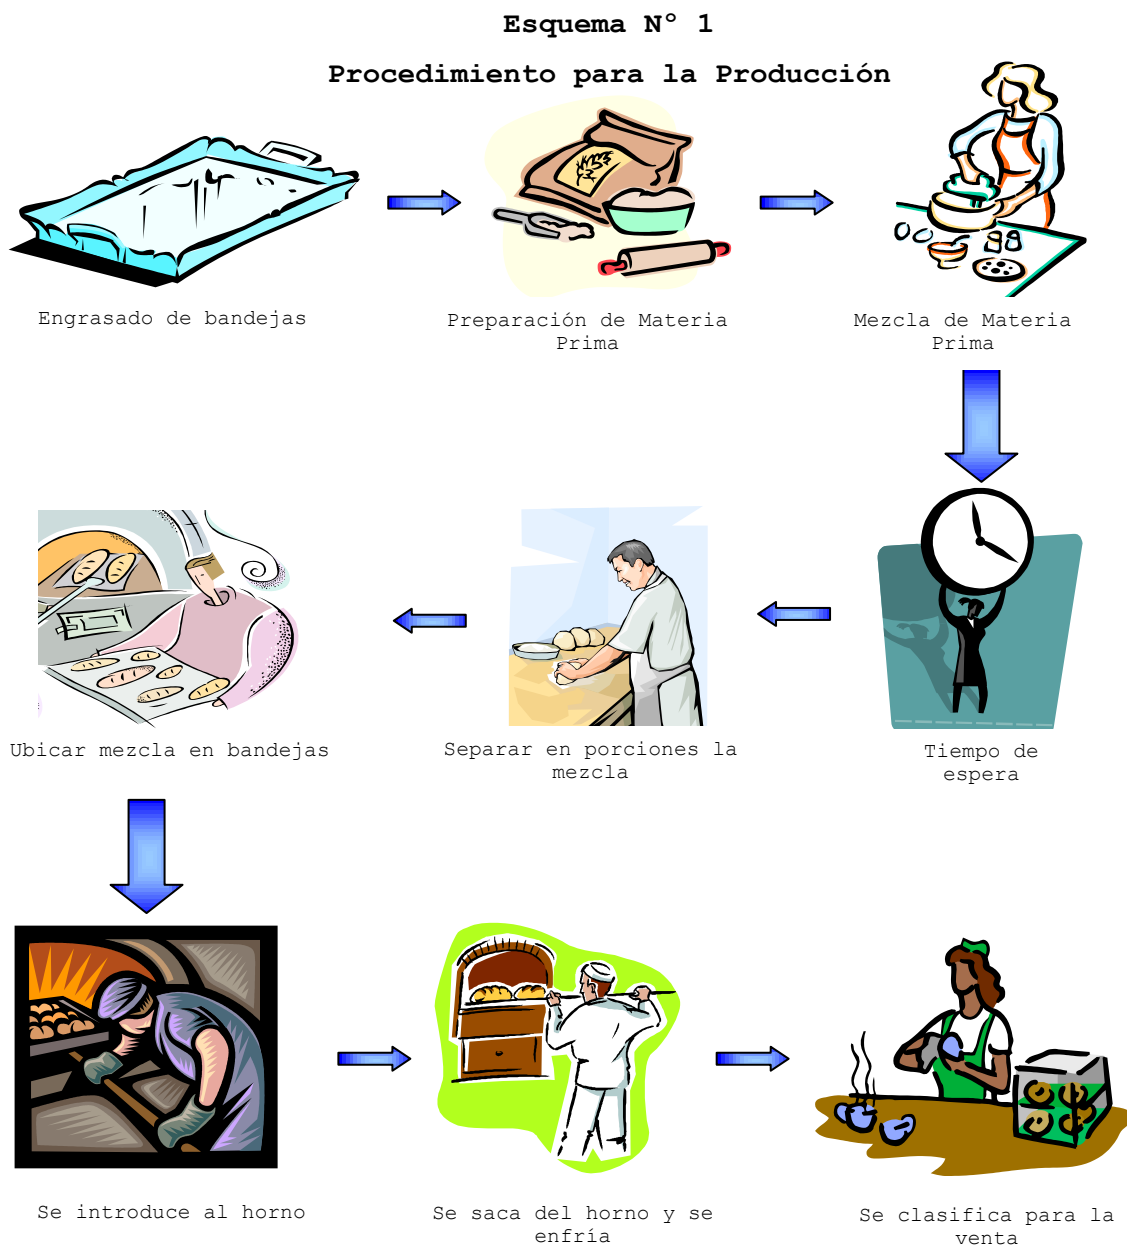 Esquema N° 1
Procedimiento para la Producción
Engrasado de bandejas
Preparación de Materia
Prima
Mezcla de Materia
Prima
Ubicar mezcla en bandejas
Separar en porciones la
mezcla
Tiempo de
espera
Se introduce al horno
Se saca del horno y se
enfría
Se clasifica para la
venta